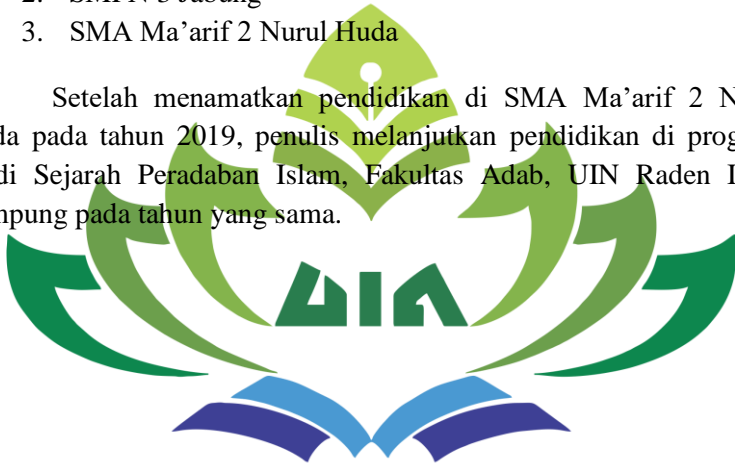 3. SMA Ma’arif 2 Nurul Huda
Setelah menamatkan pendidikan di SMA Ma’arif 2 N
da pada tahun 2019, penulis melanjutkan pendidikan di prog
di Sejarah Peradaban Islam, Fakultas Adab, UIN Raden I
mpung pada tahun yang sama.
UIN